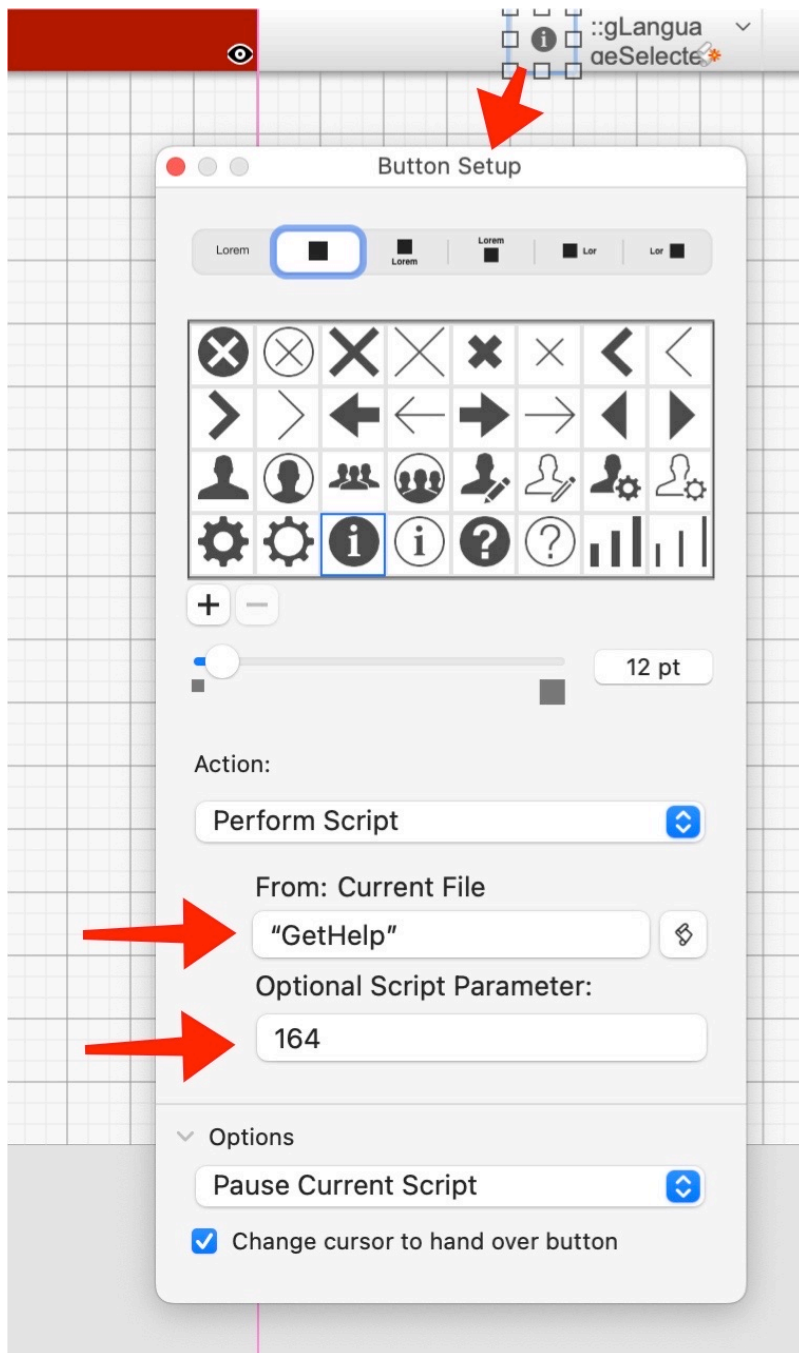 ::gLangua
geSelecte
Button Setup
Lorem
Lorem
Lorem
Lor
Lor
12 pt
Action:
Perform Script
From: Current File
“GetHelp”
Optional Script Parameter:
164
Options
Pause Current Script
Change cursor to hand over button